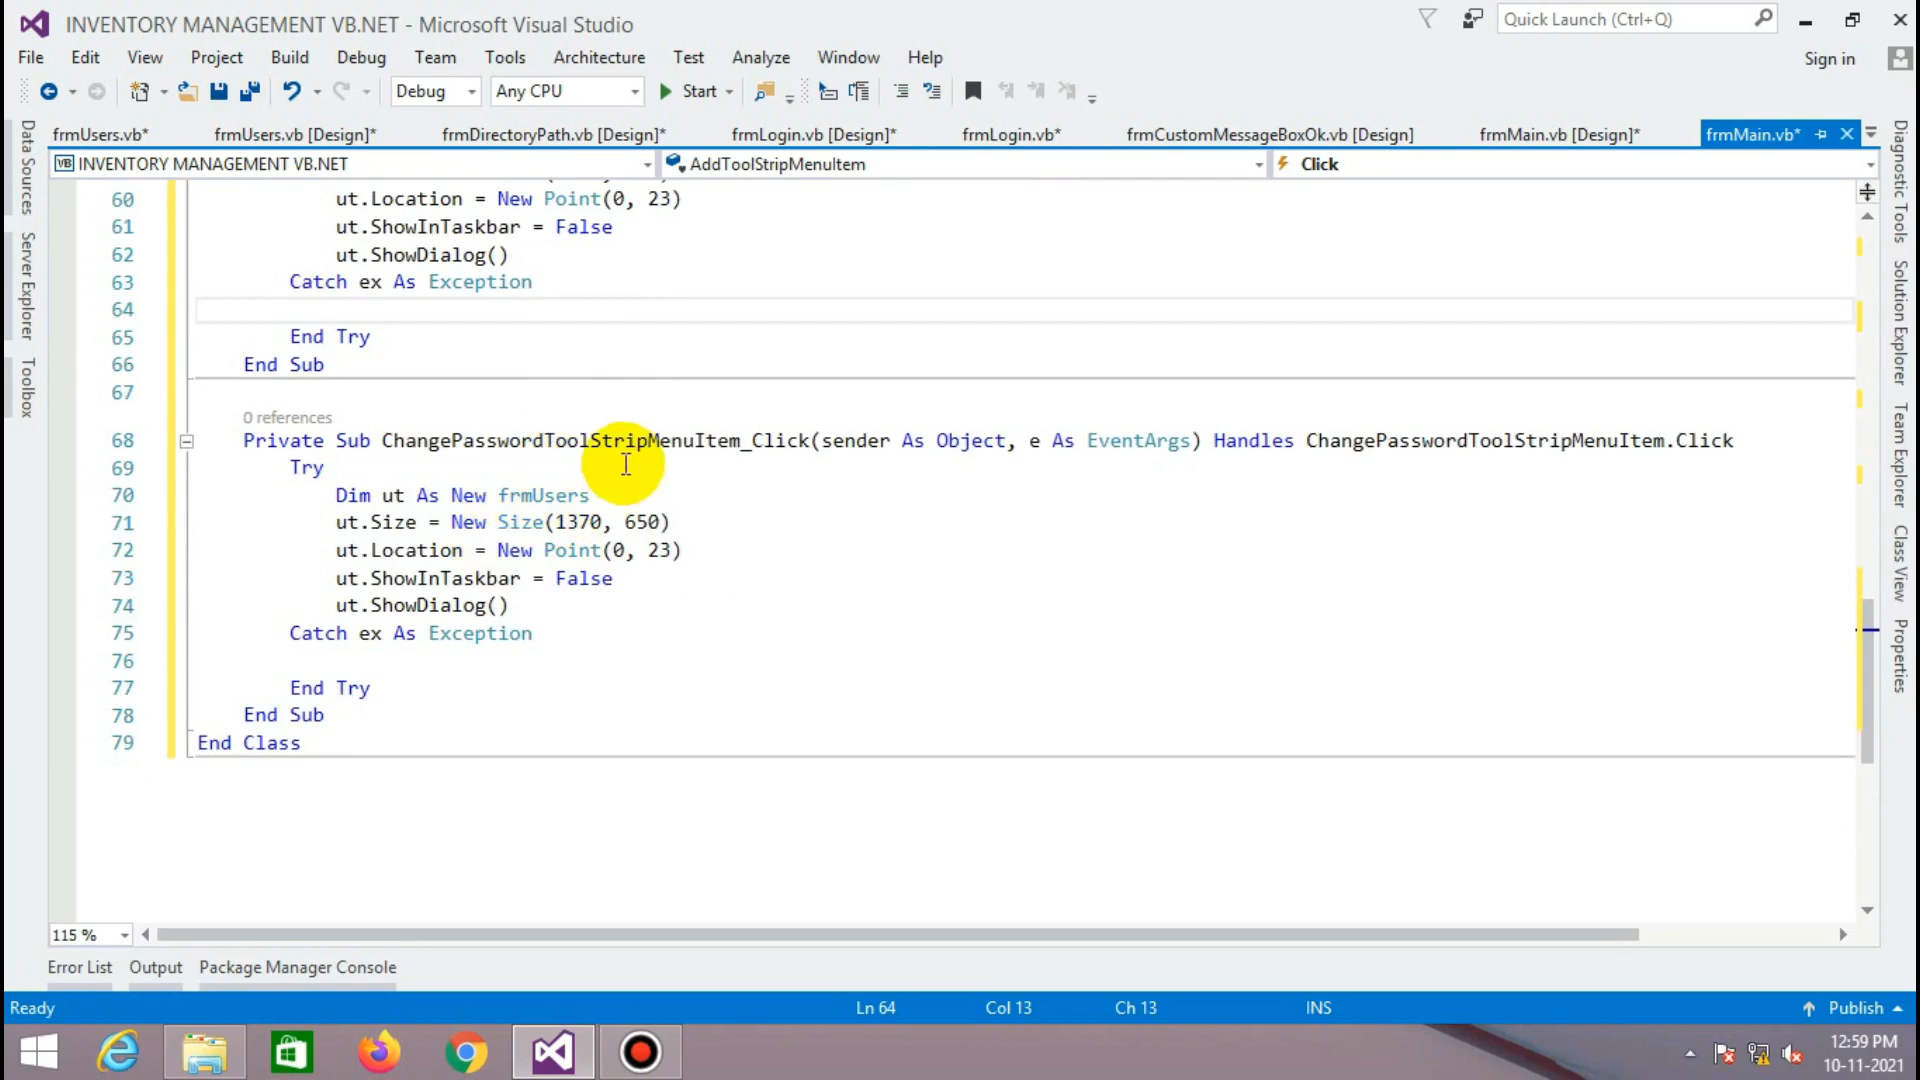 INVENTORY MANAGEMENT VB.NET - Microsoft Visual Studio
Quick Launch (Ctrl+Q)
File Edit View Project Build Debug Team Tools Architecture Test Analyze Window Help
Sign in
Debug Any CPU Start
frmUsers.vb* frmUsers.vb [Design]* frmDirectoryPath.vb [Design]* frmLogin.vb [Design]* frmLogin.vb* frmCustomMessageBoxOk.vb [Design] frmMain.vb [Design]* frmMain.vb*
VB INVENTORY MANAGEMENT VB.NET AddToolStripMenuItem Click
Data Sources
Server Explorer
Toolbox
60 ut.Location = New Point(0, 23)
61 ut.ShowInTaskbar = False
62 ut.ShowDialog()
63 Catch ex As Exception
64
65 End Try
66 End Sub
67
0 references
68 Private Sub ChangePasswordToolStripMenuItem_Click(sender As Object, e As EventArgs) Handles ChangePasswordToolStripMenuItem.Click
69 Try
70 Dim ut As New frmUsers
71 ut.Size = New Size(1370, 650)
72 ut.Location = New Point(0, 23)
73 ut.ShowInTaskbar = False
74 ut.ShowDialog()
75 Catch ex As Exception
76
77 End Try
78 End Sub
79 End Class
Diagnostic Tools
Solution Explorer
Team Explorer
Class View
Properties
115 %
Error List Output Package Manager Console
Ready Ln 64 Col 13 Ch 13 INS Publish
12:59 PM
10-11-2021